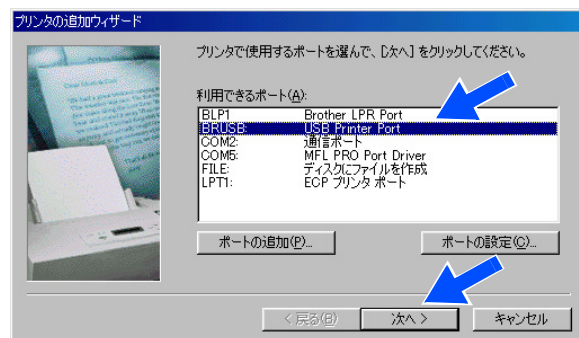 プリンタの追加ウィザード
プリンタで使用するポートを選んで、[次へ] をクリックしてください。
利用できるポート(A):
BLP1 Brother LPR Port
BRUSB: USB Printer Port
COM2: 通信ポート
COM5: MFL PRO Port Driver
FILE: ディスクにファイルを作成
LPT1: ECP プリンタ ポート
ポートの追加(P)... ポートの設定(C)...
< 戻る(B) 次へ > キャンセル